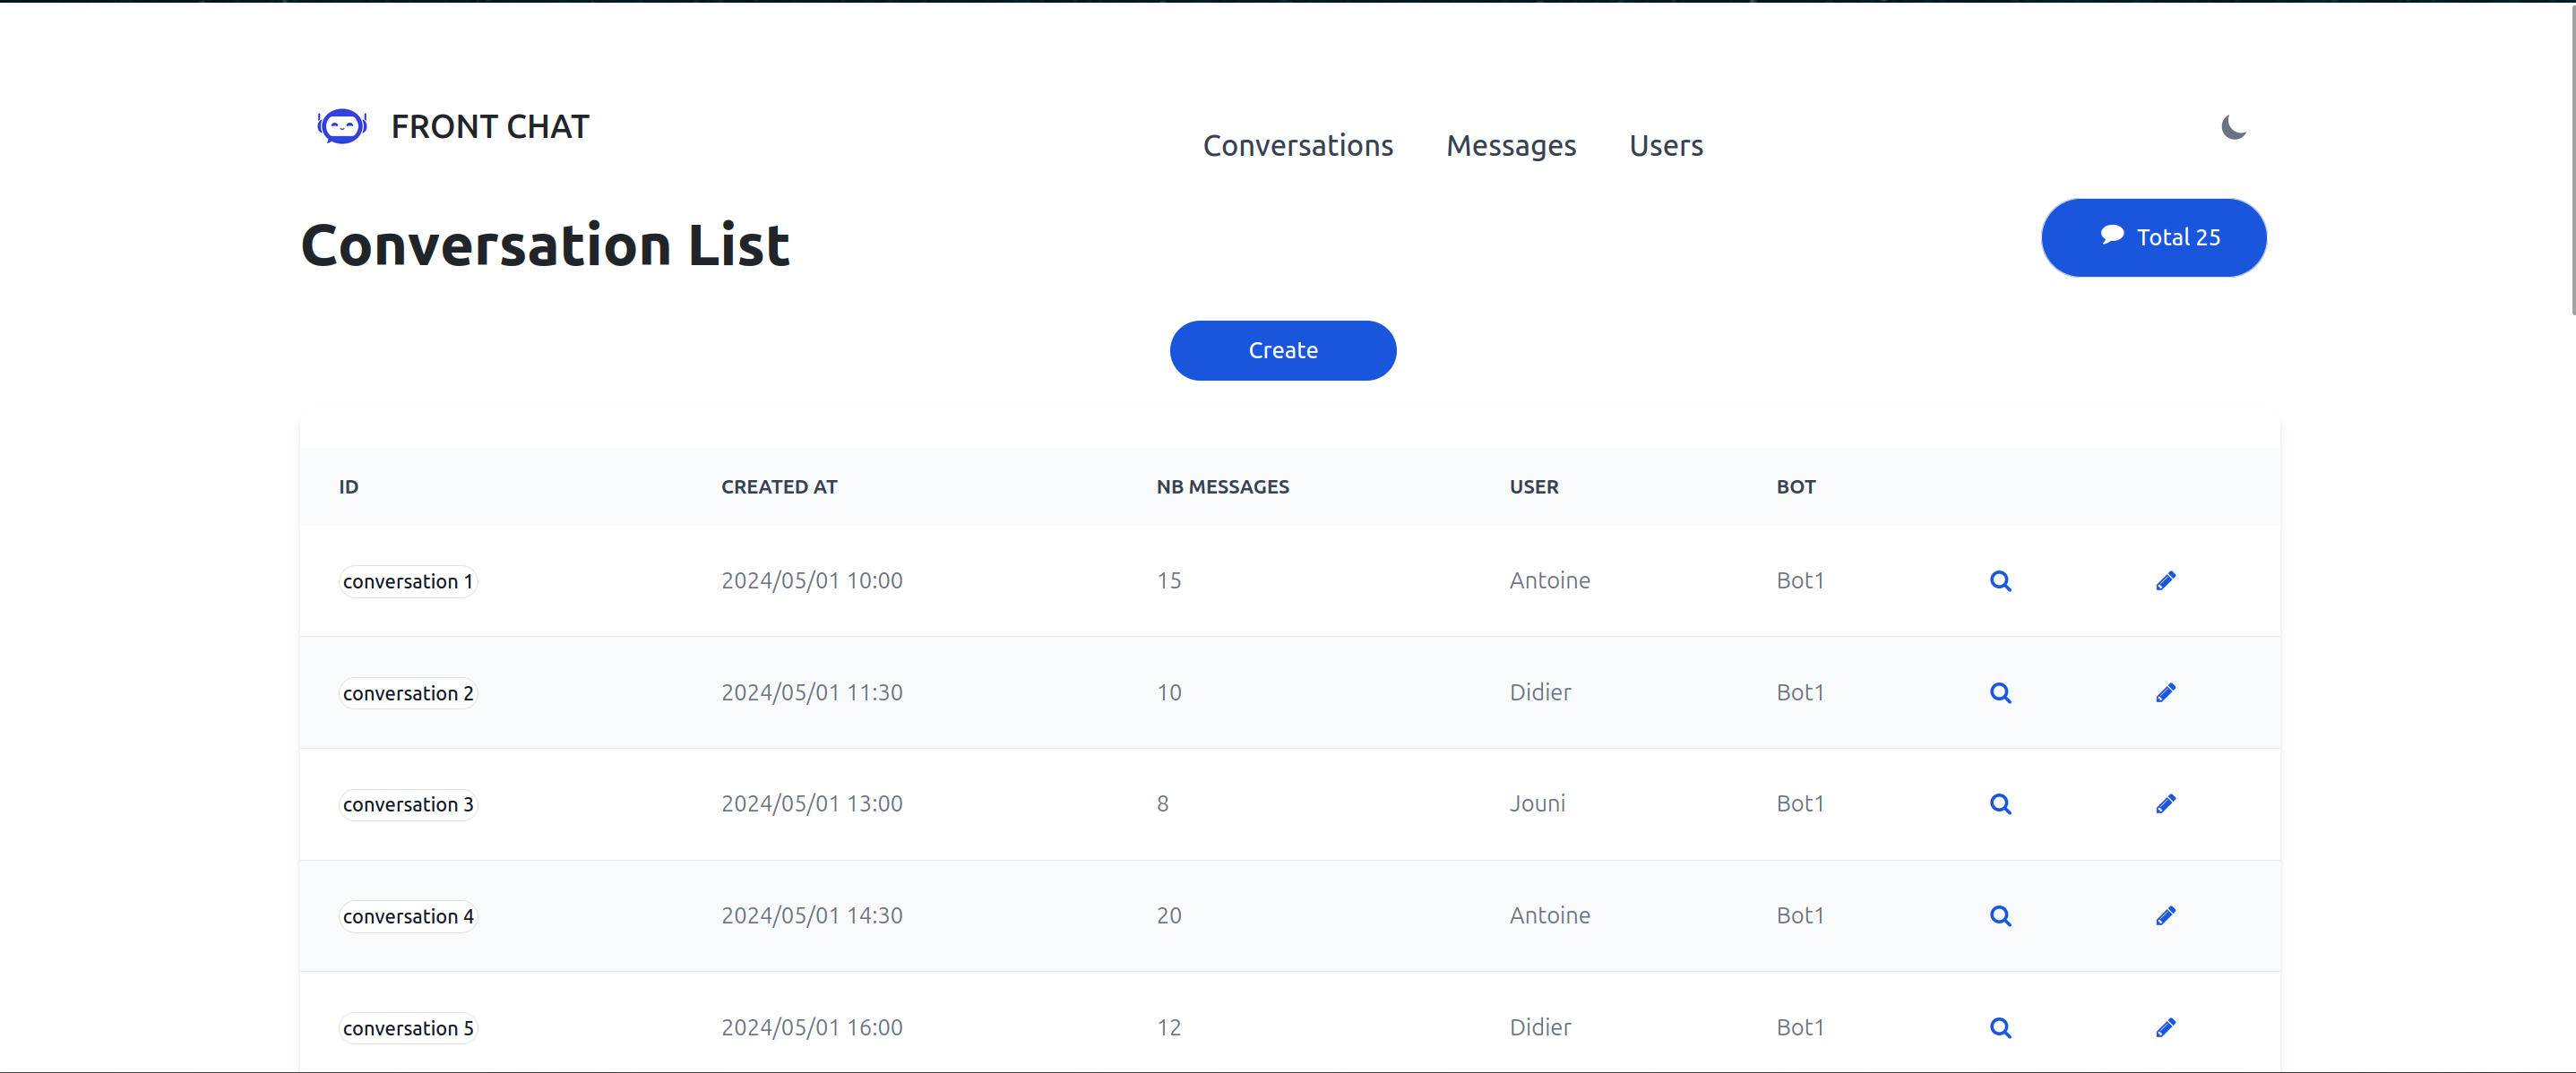 FRONT CHAT
Conversations Messages Users
Conversation List
Total 25
Create
ID CREATED AT NB MESSAGES USER BOT
conversation 1 2024/05/01 10:00 15 Antoine Bot1
conversation 2 2024/05/01 11:30 10 Didier Bot1
conversation 3 2024/05/01 13:00 8 Jouni Bot1
conversation 4 2024/05/01 14:30 20 Antoine Bot1
conversation 5 2024/05/01 16:00 12 Didier Bot1